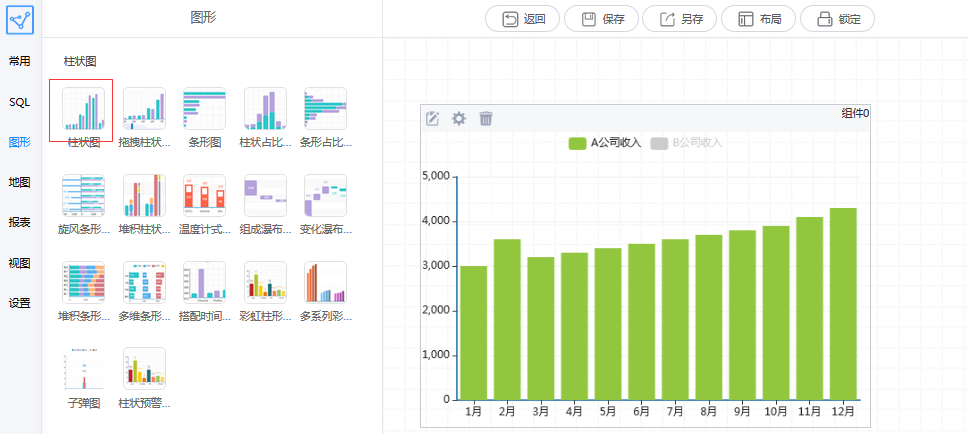 图形
返回
保存
另存
布局
锁定
常用
SQL
图形
地图
报表
视图
设置
柱状图
柱状图
拖拽柱状...
条形图
柱状占比...
条形占比...
旋风条形...
堆积柱状...
温度计式...
组成瀑布...
变化瀑布...
堆积条形...
多维条形...
搭配时间...
彩虹柱形...
多系列彩...
子弹图
柱状预警...
组件0
A公司收入
B公司收入
5,000
4,000
3,000
2,000
1,000
0
1月
2月
3月
4月
5月
6月
7月
8月
9月
10月
11月
12月